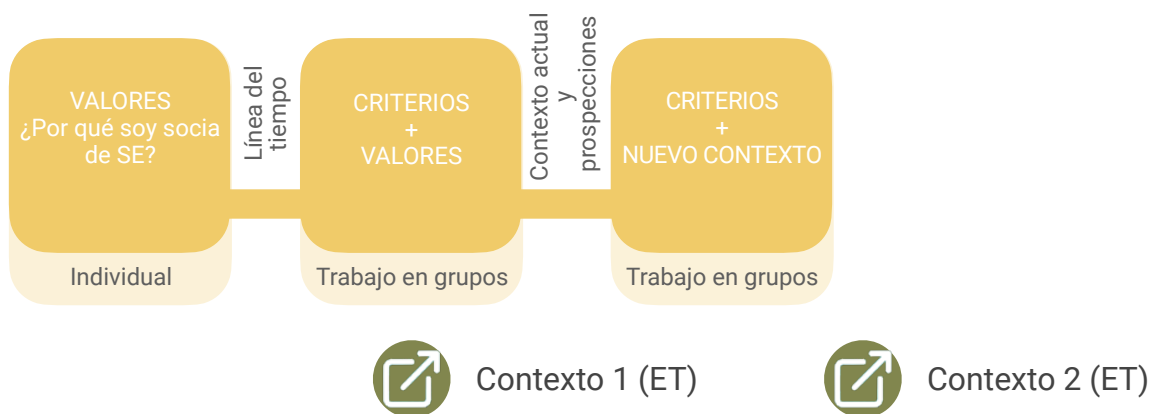 VALORES
¿Por qué soy socia
de SE?
Individual
Línea del
tiempo
CRITERIOS
+
VALORES
Trabajo en grupos
Contexto actual
y
prospecciones
CRITERIOS
+
NUEVO CONTEXTO
Trabajo en grupos
Contexto 1 (ET)
Contexto 2 (ET)